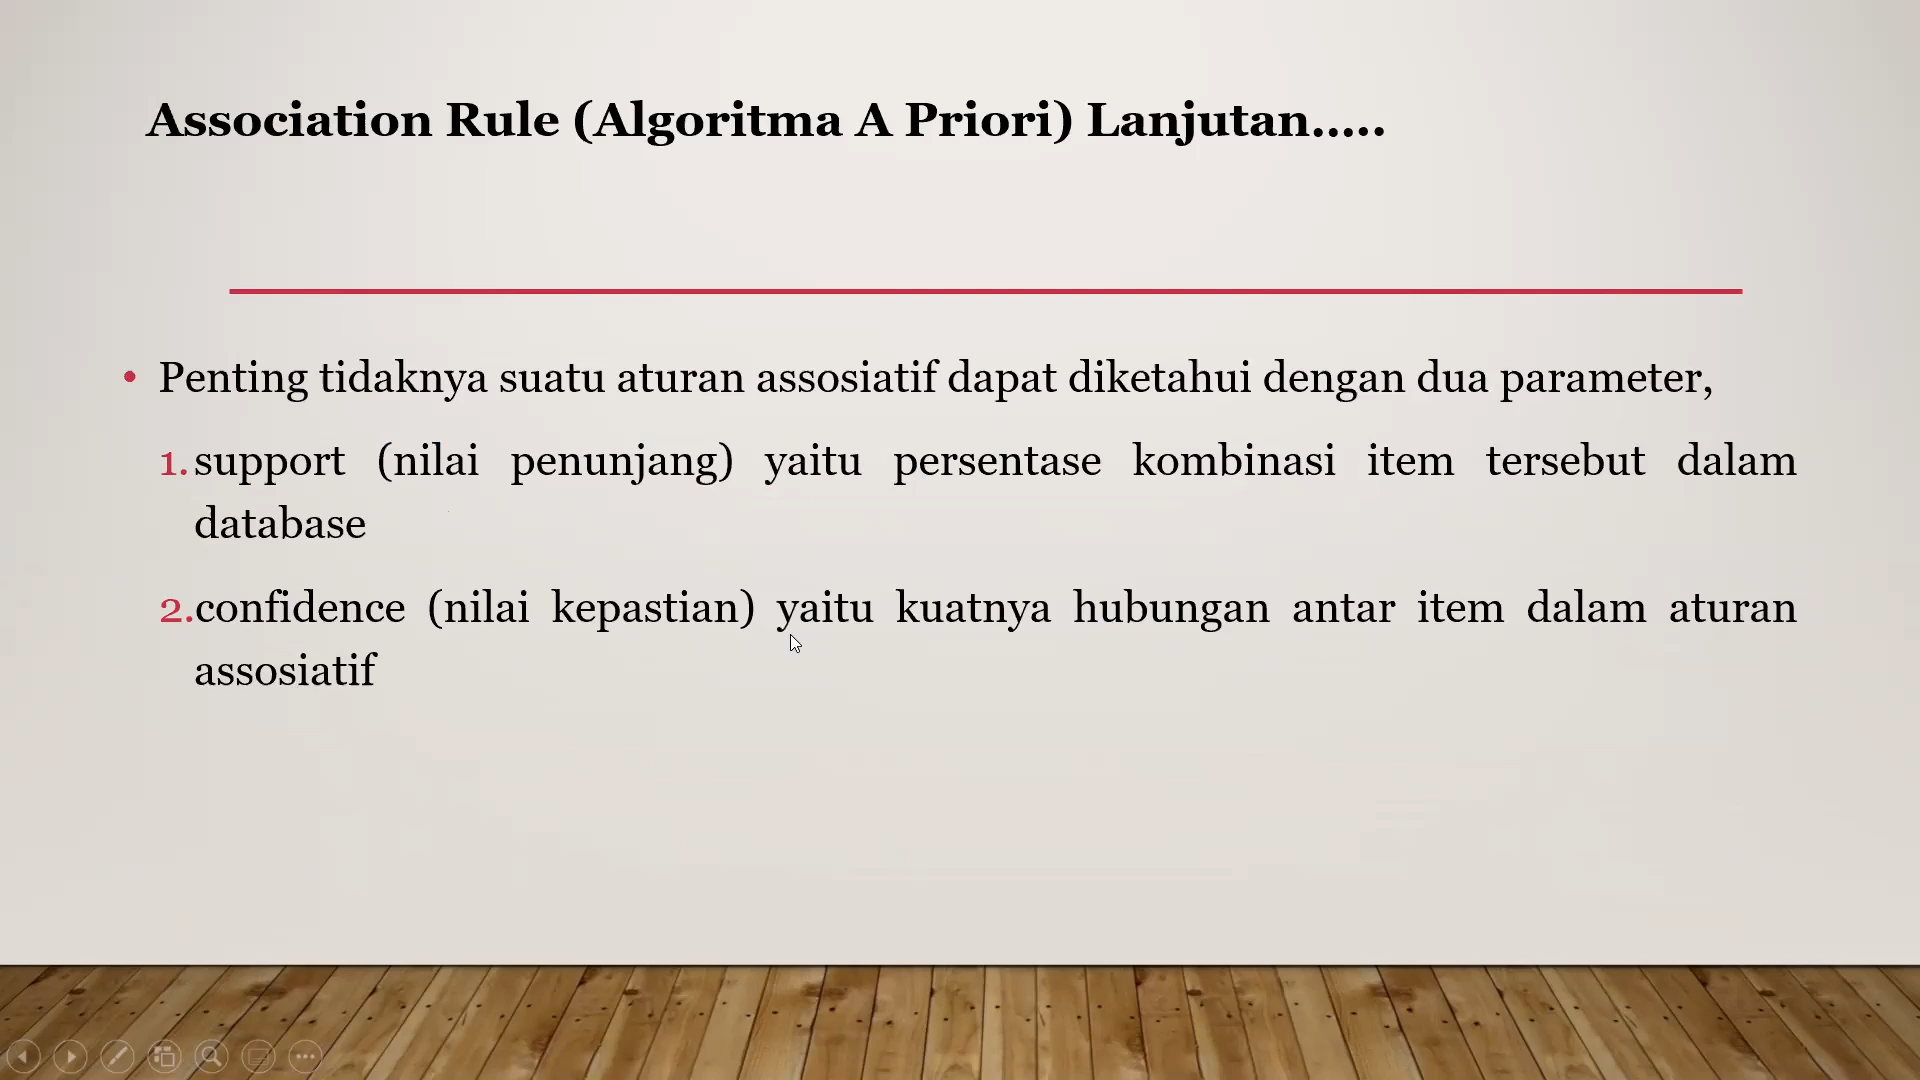 Association Rule (Algoritma A Priori) Lanjutan.....
• Penting tidaknya suatu aturan assosiatif dapat diketahui dengan dua parameter,
1. support (nilai penunjang) yaitu persentase kombinasi item tersebut dalam
database
2. confidence (nilai kepastian) yaitu kuatnya hubungan antar item dalam aturan
assosiatif